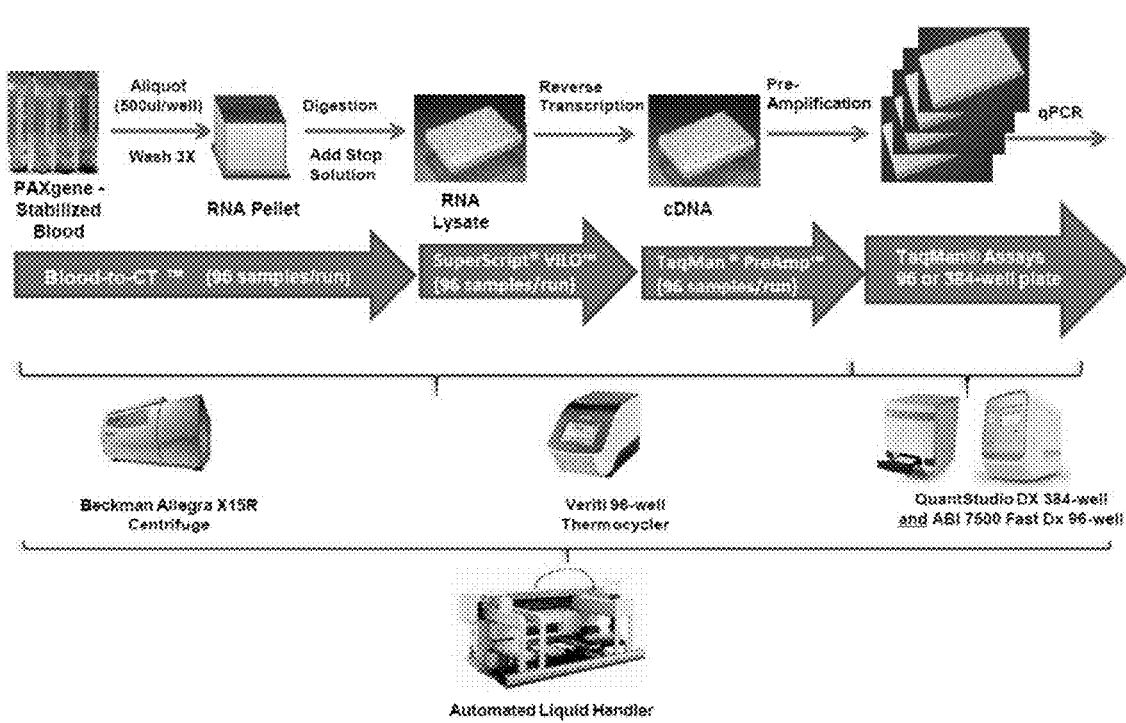 Aliquot
(500ul/well)
Wash 3X
Digestion
Add Stop
Solution
Reverse
Transcription
Pre-
Amplification
qPCR
PAXgene -
Stabilized
Blood
RNA Pellet
RNA
Lysate
cDNA
Blood-to-CT ™ (96 samples/run)
SuperScript® VILO™
(96 samples/run)
TaqMan® PreAmp™
(96 samples/run)
TaqMan® Assays
96 or 384-well plate
Beckman Allegra X15R
Centrifuge
Veriti 96-well
Thermocycler
QuantStudio DX 384-well
and ABI 7500 Fast Dx 96-well
Automated Liquid Handler